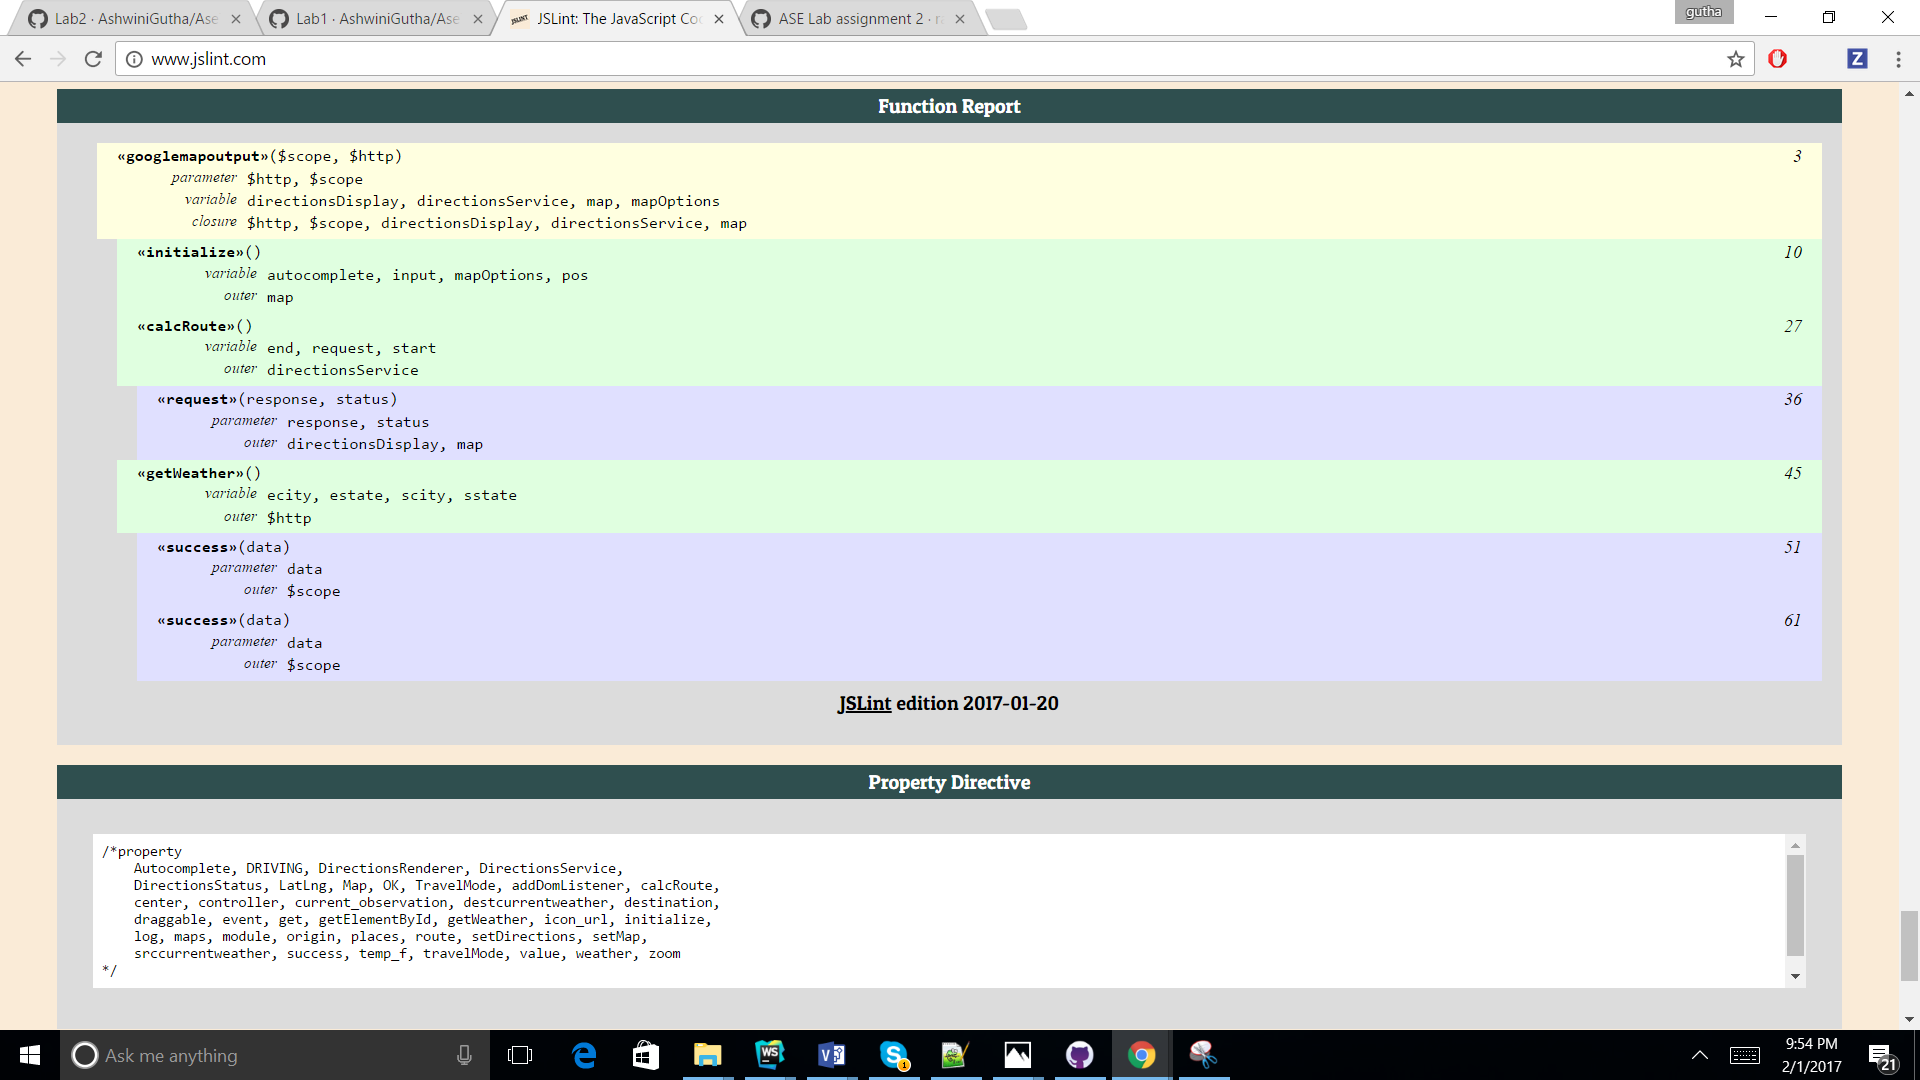 Lab2 · AshwiniGutha/Ase
Lab1 · AshwiniGutha/Ase
JSLint: The JavaScript Co
ASE Lab assignment 2 · r
gutha
www.jslint.com
Z
Function Report
«googlemapoutput»($scope, $http) 3
parameter $http, $scope
variable directionsDisplay, directionsService, map, mapOptions
closure $http, $scope, directionsDisplay, directionsService, map
«initialize»() 10
variable autocomplete, input, mapOptions, pos
outer map
«calcRoute»() 27
variable end, request, start
outer directionsService
«request»(response, status) 36
parameter response, status
outer directionsDisplay, map
«getWeather»() 45
variable ecity, estate, scity, sstate
outer $http
«success»(data) 51
parameter data
outer $scope
«success»(data) 61
parameter data
outer $scope
JSLint edition 2017-01-20
Property Directive
/*property
Autocomplete, DRIVING, DirectionsRenderer, DirectionsService,
DirectionsStatus, LatLng, Map, OK, TravelMode, addDomListener, calcRoute,
center, controller, current_observation, destcurrentweather, destination,
draggable, event, get, getElementById, getWeather, icon_url, initialize,
log, maps, module, origin, places, route, setDirections, setMap,
srccurrentweather, success, temp_f, travelMode, value, weather, zoom
*/
Ask me anything
WS
1
9:54 PM
2/1/2017
21